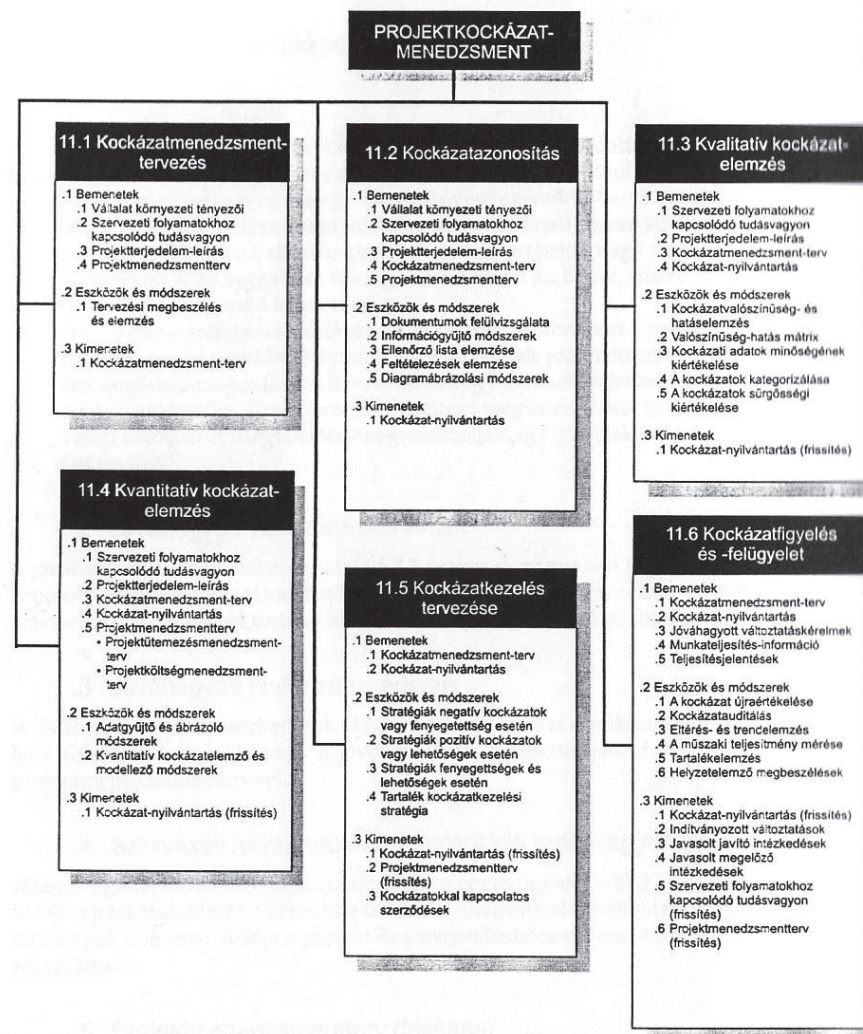 PROJEKTKOCKÁZAT-
MENEDZSMENT
11.1 Kockázatmenedzsment-
tervezés
.1 Bemenetek
.1 Vállalat környezeti tényezői
.2 Szervezeti folyamatokhoz
kapcsolódó tudásvagyon
.3 Projektterjedelem-leírás
.4 Projektmenedzsmentterv
.2 Eszközök és módszerek
.1 Tervezési megbeszélés
és elemzés
.3 Kimenetek
.1 Kockázatmenedzsment-terv
11.2 Kockázatazonosítás
.1 Bemenetek
.1 Vállalat környezeti tényezői
.2 Szervezeti folyamatokhoz
kapcsolódó tudásvagyon
.3 Projektterjedelem-leírás
.4 Kockázatmenedzsment-terv
.5 Projektmenedzsmentterv
.2 Eszközök és módszerek
.1 Dokumentumok felülvizsgálata
.2 Információgyűjtő módszerek
.3 Ellenőrző lista elemzése
.4 Feltételezések elemzése
.5 Diagramábrázolási módszerek
.3 Kimenetek
.1 Kockázat-nyilvántartás
11.3 Kvalitatív kockázat-
elemzés
.1 Bemenetek
.1 Szervezeti folyamatokhoz
kapcsolódó tudásvagyon
.2 Projektterjedelem-leírás
.3 Kockázatmenedzsment-terv
.4 Kockázat-nyilvántartás
.2 Eszközök és módszerek
.1 Kockázatvalószínűség- és
hatáselemzés
.2 Valószínűség-hatás mátrix
.3 Kockázati adatok minőségének
kiértékelése
.4 A kockázatok kategorizálása
.5 A kockázatok sürgősségi
kiértékelése
.3 Kimenetek
.1 Kockázat-nyilvántartás (frissítés)
11.4 Kvantitatív kockázat-
elemzés
.1 Bemenetek
.1 Szervezeti folyamatokhoz
kapcsolódó tudásvagyon
.2 Projektterjedelem-leírás
.3 Kockázatmenedzsment-terv
.4 Kockázat-nyilvántartás
.5 Projektmenedzsmentterv
• Projektütemezésmenedzsment-
terv
• Projektköltségmenedzsment-
terv
.2 Eszközök és módszerek
.1 Adatgyűjtő és ábrázoló
módszerek
.2 Kvantitatív kockázatelemző és
modellező módszerek
.3 Kimenetek
.1 Kockázat-nyilvántartás (frissítés)
11.5 Kockázatkezelés
tervezése
.1 Bemenetek
.1 Kockázatmenedzsment-terv
.2 Kockázat-nyilvántartás
.2 Eszközök és módszerek
.1 Stratégiák negatív kockázatok
vagy fenyegetettség esetén
.2 Stratégiák pozitív kockázatok
vagy lehetőségek esetén
.3 Stratégiák fenyegettségek és
lehetőségek esetén
.4 Tartalék kockázatkezelési
stratégia
.3 Kimenetek
.1 Kockázat-nyilvántartás (frissítés)
.2 Projektmenedzsmentterv
(frissítés)
.3 Kockázatokkal kapcsolatos
szerződések
11.6 Kockázatfigyelés
és -felügyelet
.1 Bemenetek
.1 Kockázatmenedzsment-terv
.2 Kockázat-nyilvántartás
.3 Jóváhagyott változtatáskérelmek
.4 Munkateljesítés-információ
.5 Teljesítésjelentések
.2 Eszközök és módszerek
.1 A kockázat újraértékelése
.2 Kockázatauditálás
.3 Eltérés- és trendelemzés
.4 A műszaki teljesítmény mérése
.5 Tartalékelemzés
.6 Helyzetelemző megbeszélések
.3 Kimenetek
.1 Kockázat-nyilvántartás (frissítés)
.2 Indítványozott változtatások
.3 Javasolt javító intézkedések
.4 Javasolt megelőző
intézkedések
.5 Szervezeti folyamatokhoz
kapcsolódó tudásvagyon
(frissítés)
.6 Projektmenedzsmentterv
(frissítés)